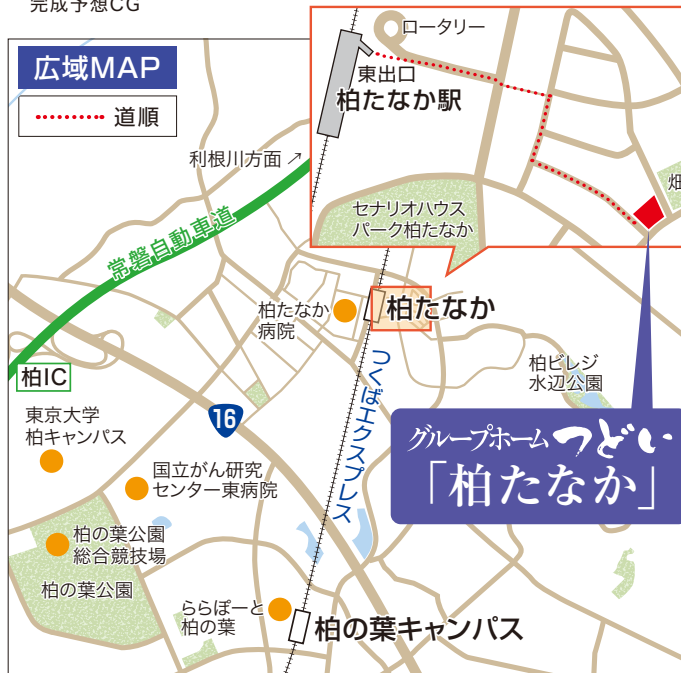 完成予想CG
広域MAP
道順
ロータリー
東出口
柏たなか駅
利根川方面
畑
セナリオハウス
パーク柏たなか
常磐自動車道
柏たなか
病院
柏たなか
柏IC
つくばエクスプレス
柏ビレジ
水辺公園
東京大学
柏キャンパス
16
グループホームつどい
「柏たなか」
国立がん研究
センター東病院
柏の葉公園
総合競技場
柏の葉公園
ららぽーと
柏の葉
柏の葉キャンパス